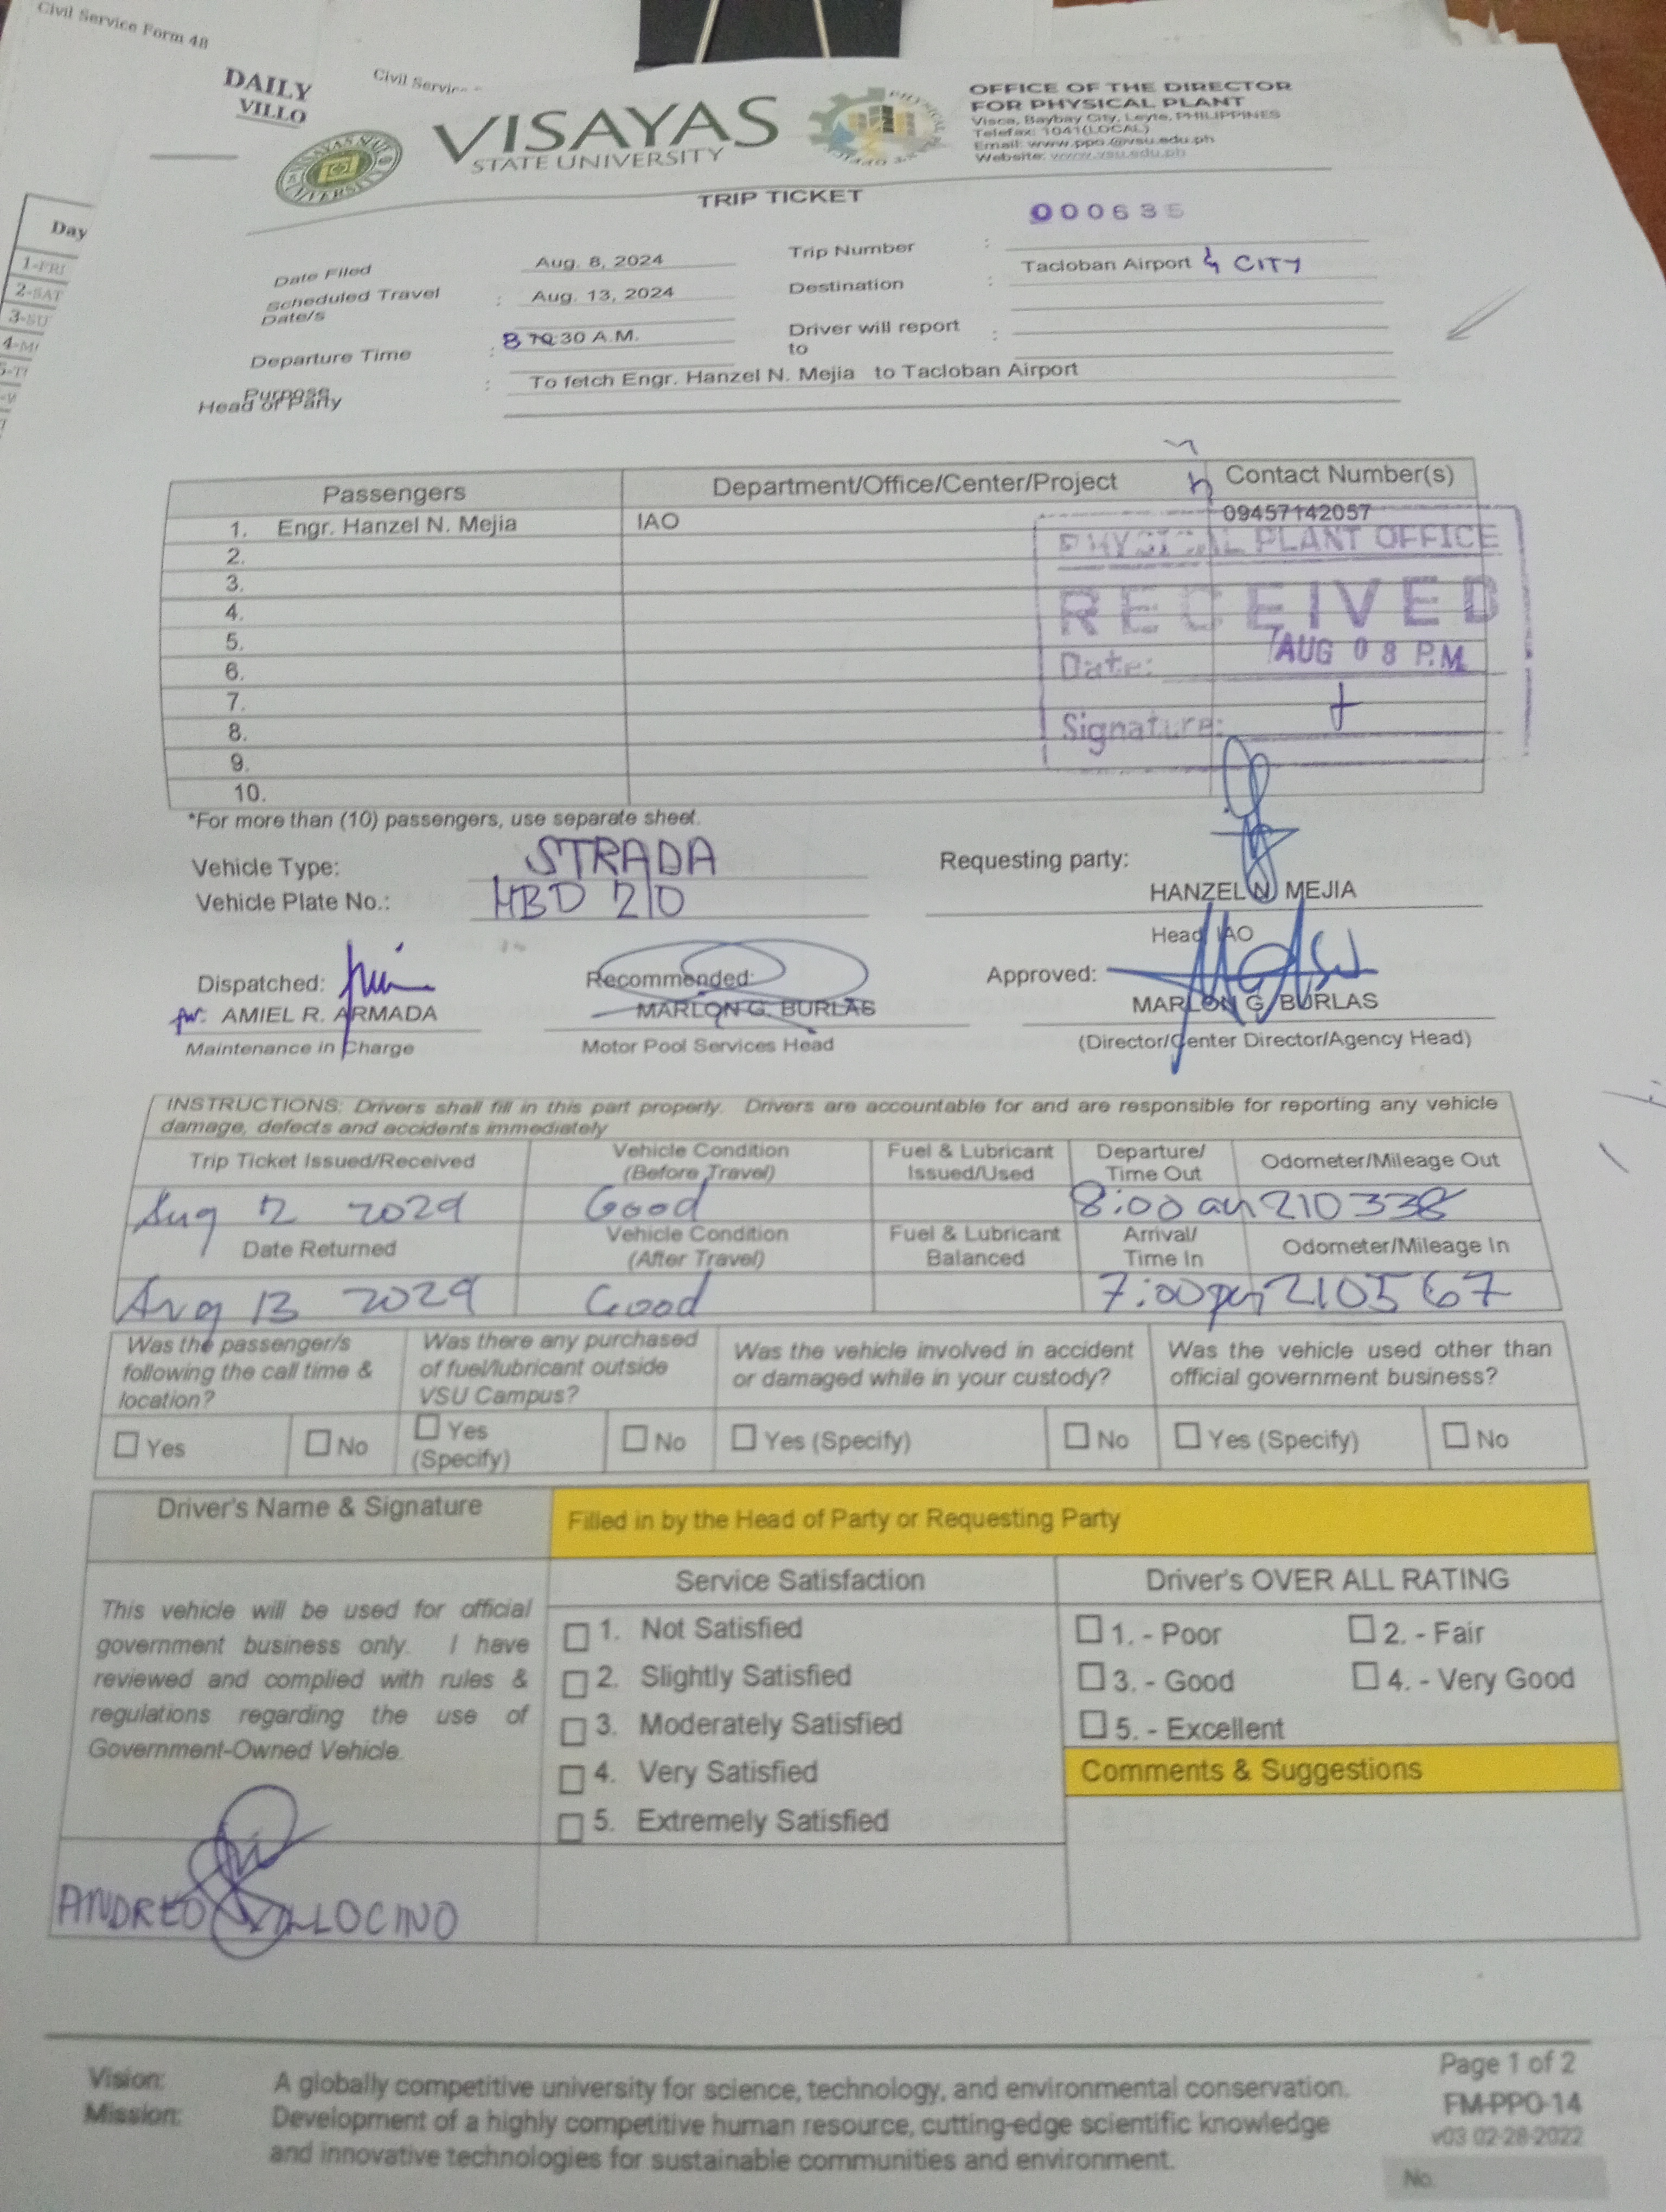 Civil Service Form 48
DAILY
VILLO
Civil Servic
VISAYAS
STATE UNIVERSITY
OFFICE OF THE DIRECTOR
FOR PHYSICAL PLANT
Visca, Baybay City, Leyte, PHILIPPINES
Telefax: 1041(LOCAL)
Email: www.ppo.@vsu.edu.ph
Website: www.vsu.edu.ph
TRIP TICKET
000635
Day
1-FRI
2-SAT
3-SU
Date Filed Aug. 8, 2024 Trip Number :
Scheduled Travel Date/s : Aug. 13, 2024 Destination : Tacloban Airport & CITY
Departure Time : 8 10:30 A.M. Driver will report to :
Purpose : To fetch Engr. Hanzel N. Mejia to Tacloban Airport
Head of Party
Passengers Department/Office/Center/Project Contact Number(s)
1. Engr. Hanzel N. Mejia IAO 09457142057
2.
3.
4.
5.
6.
7.
8.
9.
10.
PHYSICAL PLANT OFFICE
RECEIVED
Date: AUG 08 P.M.
Signature:
*For more than (10) passengers, use separate sheet.
Vehicle Type: STRADA Requesting party:
Vehicle Plate No.: HBD 210 HANZEL N. MEJIA
Head, IAO
Dispatched: Recommended: Approved:
AMIEL R. ARMADA MARLON G. BURLAS MARLON G. BURLAS
Maintenance in Charge Motor Pool Services Head (Director/Center Director/Agency Head)
INSTRUCTIONS: Drivers shall fill in this part properly. Drivers are accountable for and are responsible for reporting any vehicle
damage, defects and accidents immediately
Trip Ticket Issued/Received Vehicle Condition (Before Travel) Fuel & Lubricant Issued/Used Departure/ Time Out Odometer/Mileage Out
Aug 12 2024 Good 8:00 am 210338
Date Returned Vehicle Condition (After Travel) Fuel & Lubricant Balanced Arrival/ Time In Odometer/Mileage In
Aug 13 2024 Good 7:00pm 210567
Was the passenger/s following the call time & location? Was there any purchased of fuel/lubricant outside VSU Campus? Was the vehicle involved in accident or damaged while in your custody? Was the vehicle used other than official government business?
Yes No Yes (Specify) No Yes (Specify) No Yes (Specify) No
Driver's Name & Signature Filled in by the Head of Party or Requesting Party
Service Satisfaction Driver's OVER ALL RATING
This vehicle will be used for official
government business only. I have
reviewed and complied with rules &
regulations regarding the use of
Government-Owned Vehicle.
1. Not Satisfied
2. Slightly Satisfied
3. Moderately Satisfied
4. Very Satisfied
5. Extremely Satisfied
1. - Poor 2. - Fair
3. - Good 4. - Very Good
5. - Excellent
Comments & Suggestions
ANDREO VILLOCINO
Vision: A globally competitive university for science, technology, and environmental conservation.
Mission: Development of a highly competitive human resource, cutting-edge scientific knowledge
and innovative technologies for sustainable communities and environment.
Page 1 of 2
FM-PPO-14
v03 02-28-2022
No.